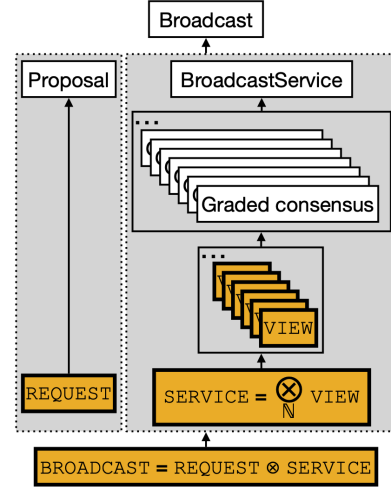 Broadcast
Proposal
BroadcastService
...
Graded consensus
...
VIEW
REQUEST
SERVICE = ⊗ VIEW
ℕ
BROADCAST = REQUEST ⊗ SERVICE